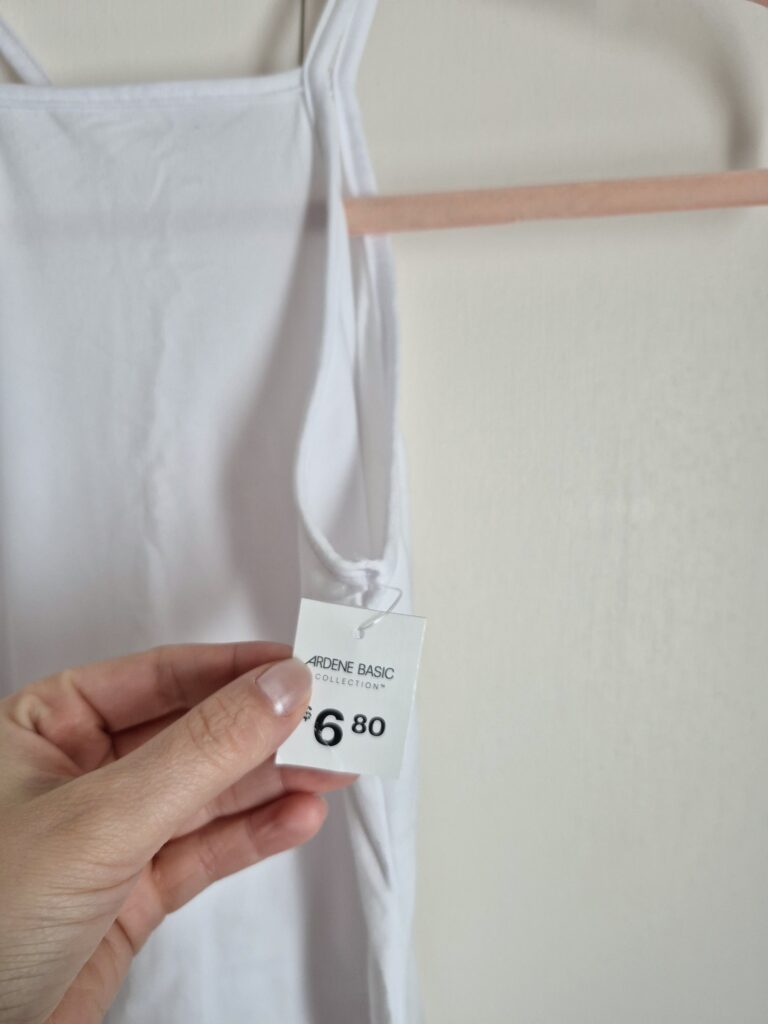 ARDENE BASIC
COLLECTION™
$6 80